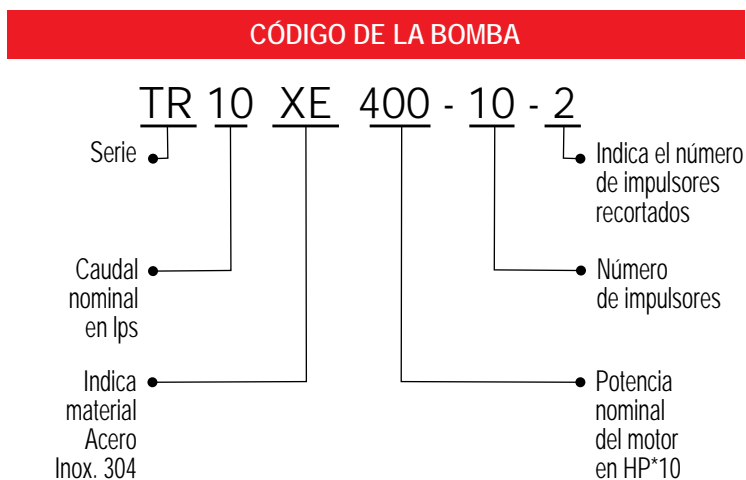 CÓDIGO DE LA BOMBA
TR 10 XE 400 - 10 - 2
Serie
Indica el número
de impulsores
recortados
Caudal
nominal
en lps
Número
de impulsores
Indica
material
Acero
Inox. 304
Potencia
nominal
del motor
en HP*10